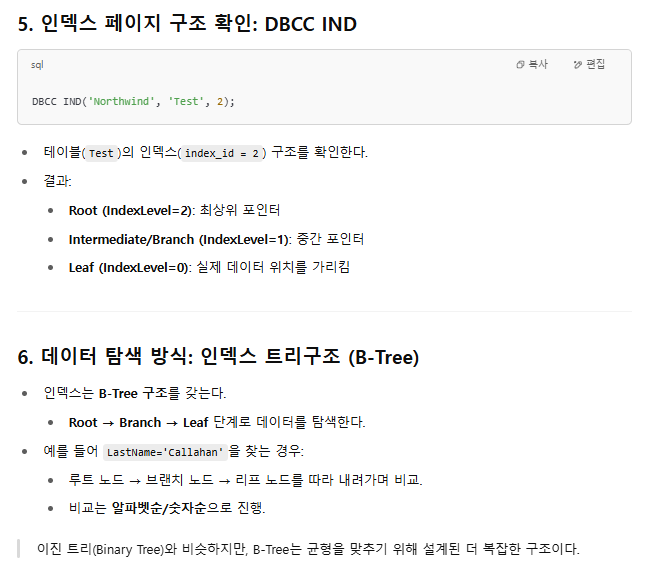 5. 인덱스 페이지 구조 확인: DBCC IND
sql
복사
편집
DBCC IND('Northwind', 'Test', 2);
테이블(Test)의 인덱스(index_id = 2) 구조를 확인한다.
결과:
Root (IndexLevel=2): 최상위 포인터
Intermediate/Branch (IndexLevel=1): 중간 포인터
Leaf (IndexLevel=0): 실제 데이터 위치를 가리킴
6. 데이터 탐색 방식: 인덱스 트리구조 (B-Tree)
인덱스는 B-Tree 구조를 갖는다.
Root → Branch → Leaf 단계로 데이터를 탐색한다.
예를 들어 LastName='Callahan'을 찾는 경우:
루트 노드 → 브랜치 노드 → 리프 노드를 따라 내려가며 비교.
비교는 알파벳순/숫자순으로 진행.
이진 트리(Binary Tree)와 비슷하지만, B-Tree는 균형을 맞추기 위해 설계된 더 복잡한 구조이다.